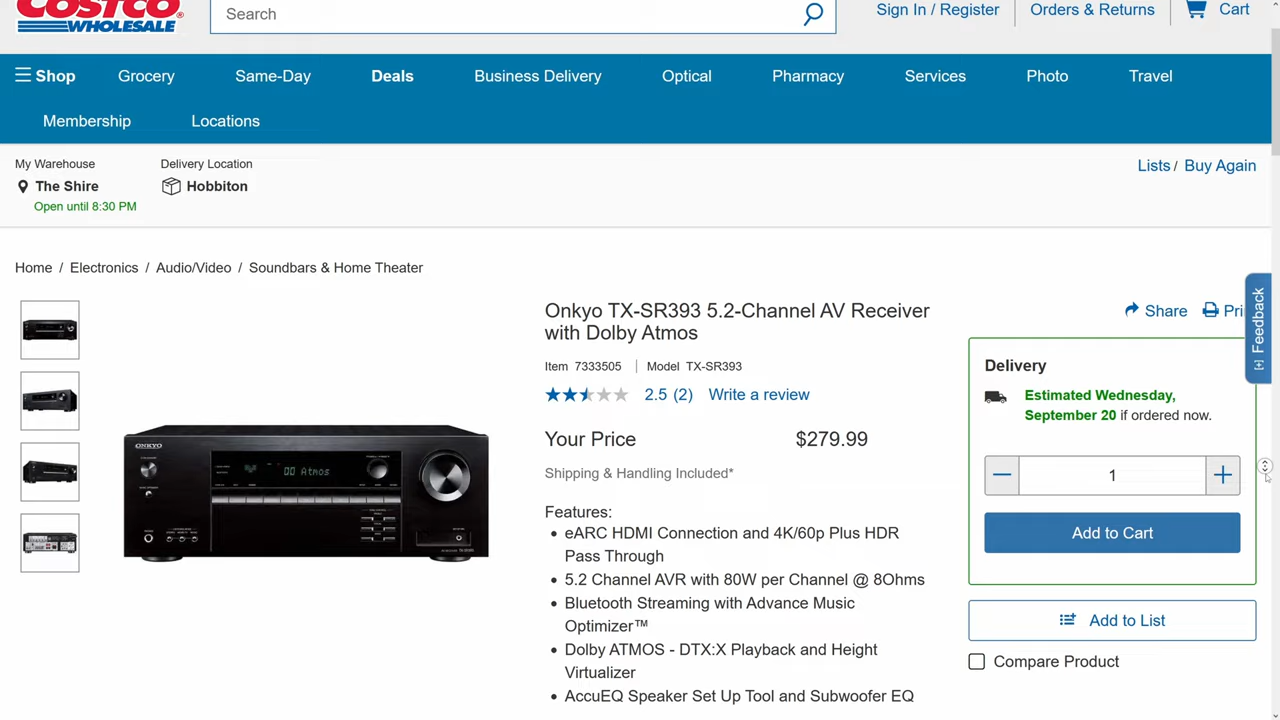 COSTCO
WHOLESALE
Search
Sign In / Register
Orders & Returns
Cart
Shop
Grocery
Same-Day
Deals
Business Delivery
Optical
Pharmacy
Services
Photo
Travel
Membership
Locations
My Warehouse
The Shire
Open until 8:30 PM
Delivery Location
Hobbiton
Lists / Buy Again
Home / Electronics / Audio/Video / Soundbars & Home Theater
Onkyo TX-SR393 5.2-Channel AV Receiver
with Dolby Atmos
Item 7333505 | Model TX-SR393
2.5 (2) Write a review
Your Price $279.99
Shipping & Handling Included*
Features:
• eARC HDMI Connection and 4K/60p Plus HDR
Pass Through
• 5.2 Channel AVR with 80W per Channel @ 8Ohms
• Bluetooth Streaming with Advance Music
Optimizer™
• Dolby ATMOS - DTX:X Playback and Height
Virtualizer
• AccuEQ Speaker Set Up Tool and Subwoofer EQ
ONKYO
Atmos
Share
Pri
Delivery
Estimated Wednesday,
September 20 if ordered now.
1
Add to Cart
Add to List
Compare Product
[+] Feedback